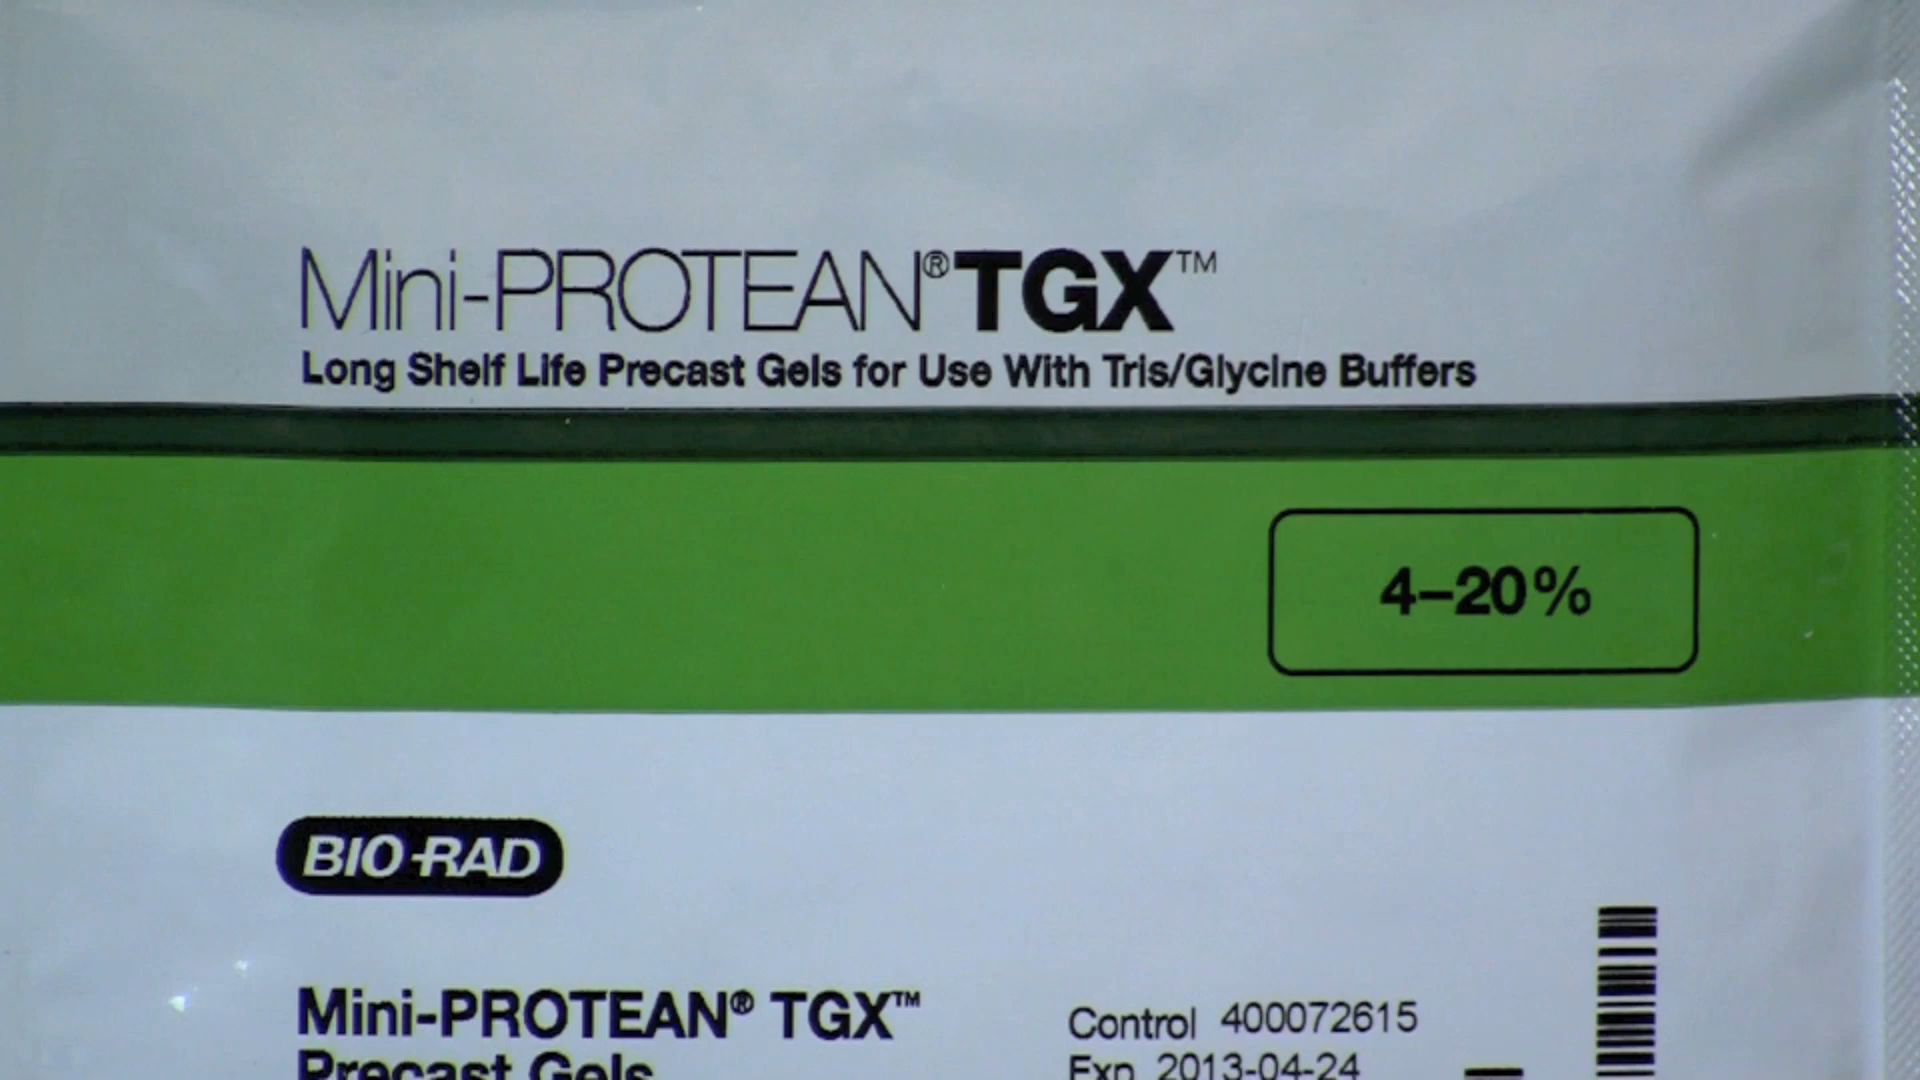 Mini-PROTEAN® TGX™
Long Shelf Life Precast Gels for Use With Tris/Glycine Buffers
4–20%
BIO-RAD
Mini-PROTEAN® TGX™
Precast Gels
Control 400072615
Exp 2013-04-24